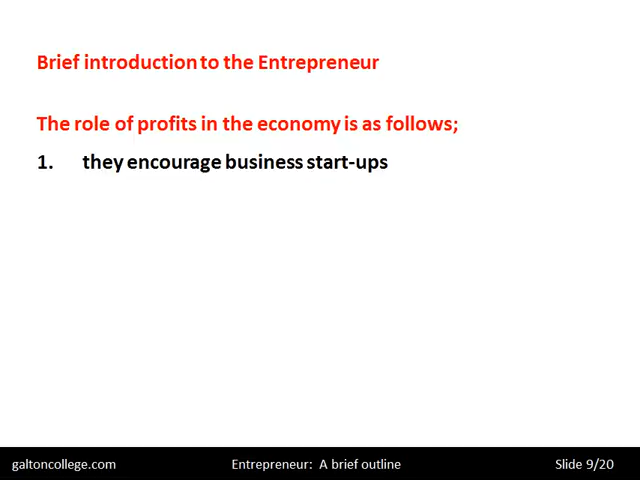 Brief introduction to the Entrepreneur
The role of profits in the economy is as follows;
1. they encourage business start-ups
galtoncollege.com Entrepreneur: A brief outline Slide 9/20